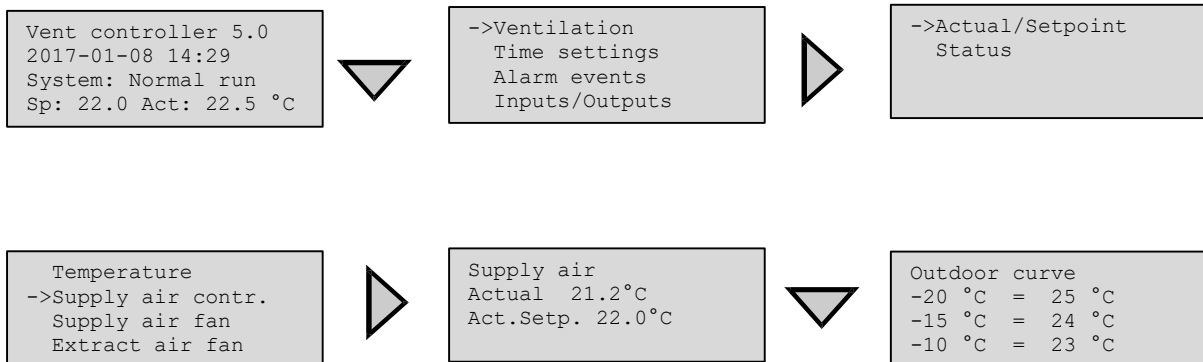 Vent controller 5.0
2017-01-08 14:29
System: Normal run
Sp: 22.0 Act: 22.5 °C
->Ventilation
Time settings
Alarm events
Inputs/Outputs
->Actual/Setpoint
Status
Temperature
->Supply air contr.
Supply air fan
Extract air fan
Supply air
Actual 21.2°C
Act.Setp. 22.0°C
Outdoor curve
-20 °C = 25 °C
-15 °C = 24 °C
-10 °C = 23 °C